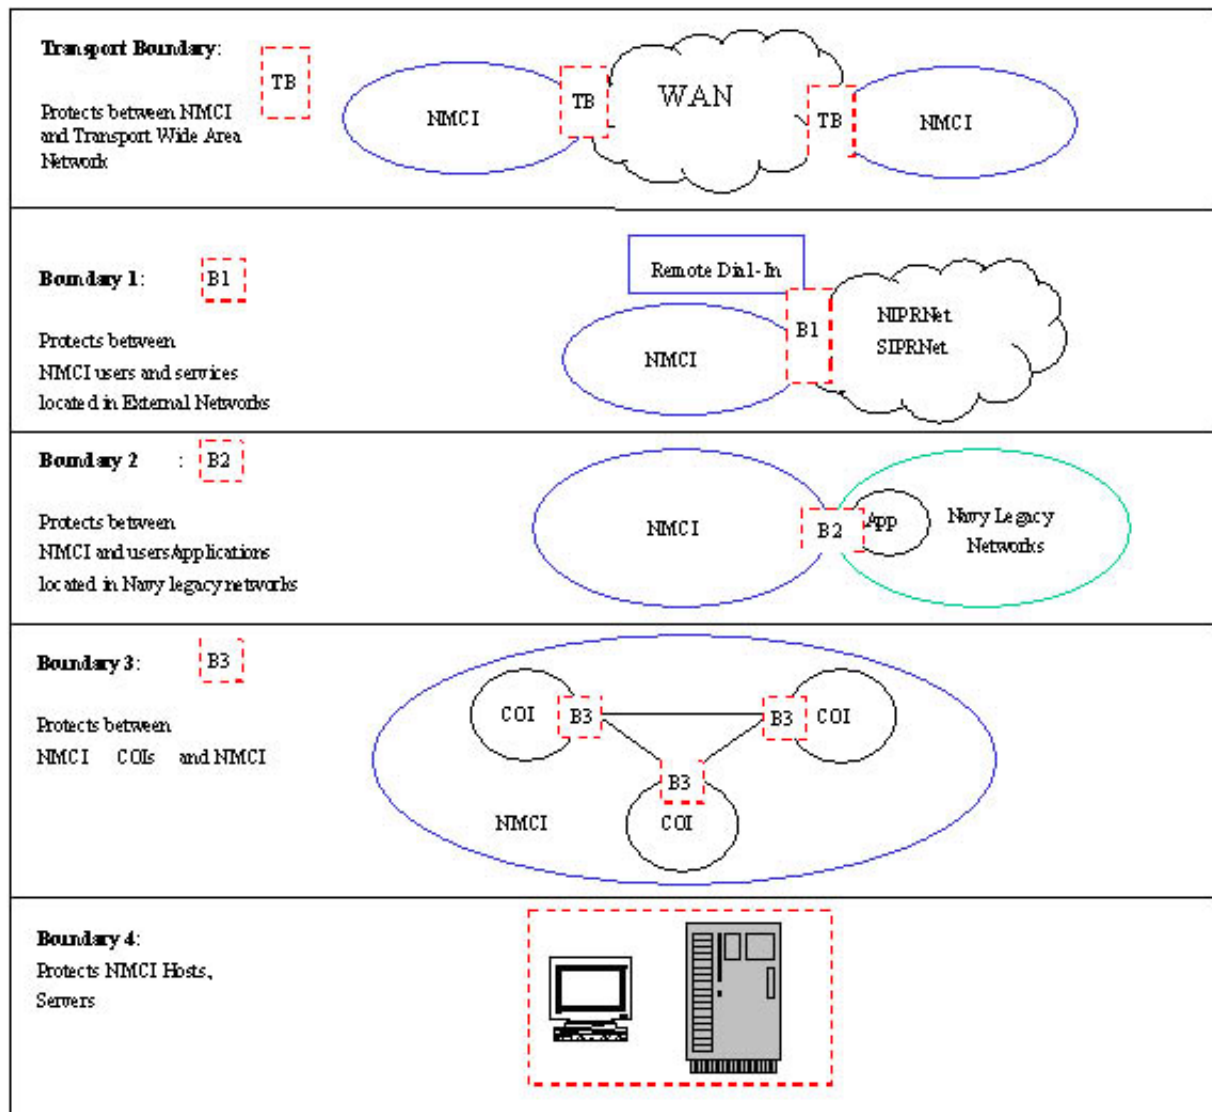 Transport Boundary:
TB
Protects between NMCI
and Transport Wide Area
Network
NMCI
TB
WAN
TB
NMCI
Boundary 1:
B1
Protects between
NMCI users and services
located in External Networks
Remote Dial-In
NMCI
B1
NIPRNet
SIPRNet
Boundary 2 :
B2
Protects between
NMCI and users Applications
located in Navy legacy networks
NMCI
B2
App
Navy Legacy
Networks
Boundary 3:
B3
Protects between
NMCI COIs and NMCI
COI
B3
B3
COI
B3
COI
NMCI
Boundary 4:
Protects NMCI Hosts,
Servers